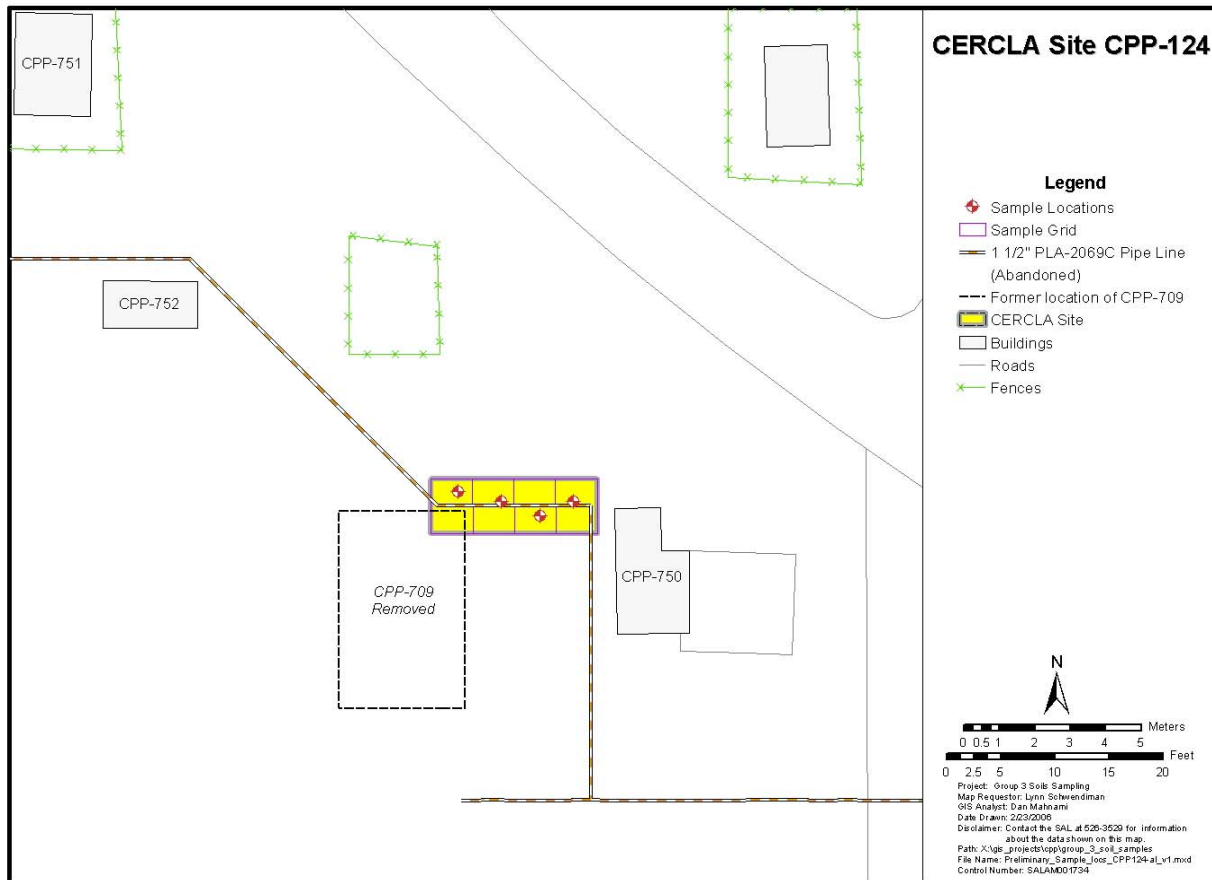 CERCLA Site CPP-124
CPP-751
CPP-752
CPP-709
Removed
CPP-750
Legend
Sample Locations
Sample Grid
1 1/2" PLA-2069C Pipe Line
(Abandoned)
Former location of CPP-709
CERCLA Site
Buildings
Roads
Fences
N
Meters
0 0.5 1 2 3 4 5
Feet
0 2.5 5 10 15 20
Project: Group 3 Soils Sampling
Map Requestor: Lynn Schwendiman
GIS Analyst: Dan Mahnami
Date Drawn: 2/23/2006
Disclaimer: Contact the SAL at 526-3529 for information
about the data shown on this map.
Path: X:\gis_projects\cpp\group_3_soil_samples
File Name: Preliminary_Sample_locs_CPP124-al_v1.mxd
Control Number: SALAM001734